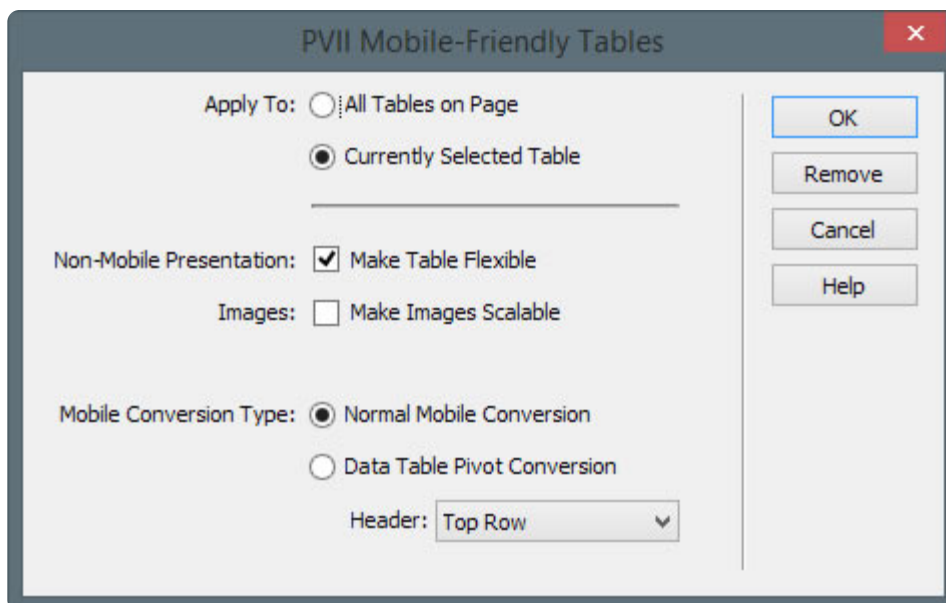 PVII Mobile-Friendly Tables
Apply To: All Tables on Page
Currently Selected Table
Non-Mobile Presentation: Make Table Flexible
Images: Make Images Scalable
Mobile Conversion Type: Normal Mobile Conversion
Data Table Pivot Conversion
Header: Top Row
OK
Remove
Cancel
Help